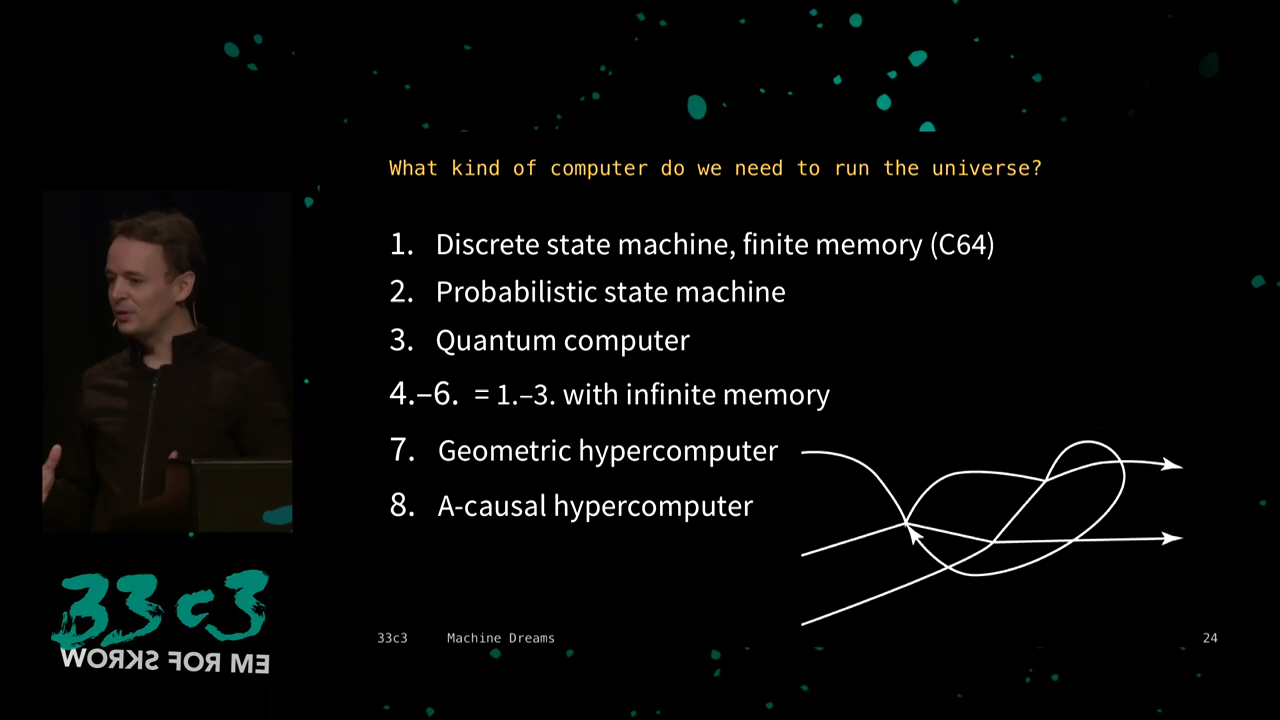 What kind of computer do we need to run the universe?
1. Discrete state machine, finite memory (C64)
2. Probabilistic state machine
3. Quantum computer
4.–6. = 1.–3. with infinite memory
7. Geometric hypercomputer
8. A-causal hypercomputer
33c3
WORKS FOR ME
33c3 Machine Dreams 24